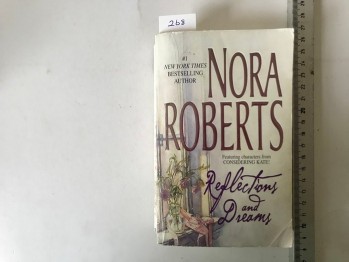 268
#1
NEW YORK TIMES
BESTSELLING
AUTHOR
NORA
ROBERTS
Featuring characters from
CONSIDERING KATE!
Reflections
and
Dreams